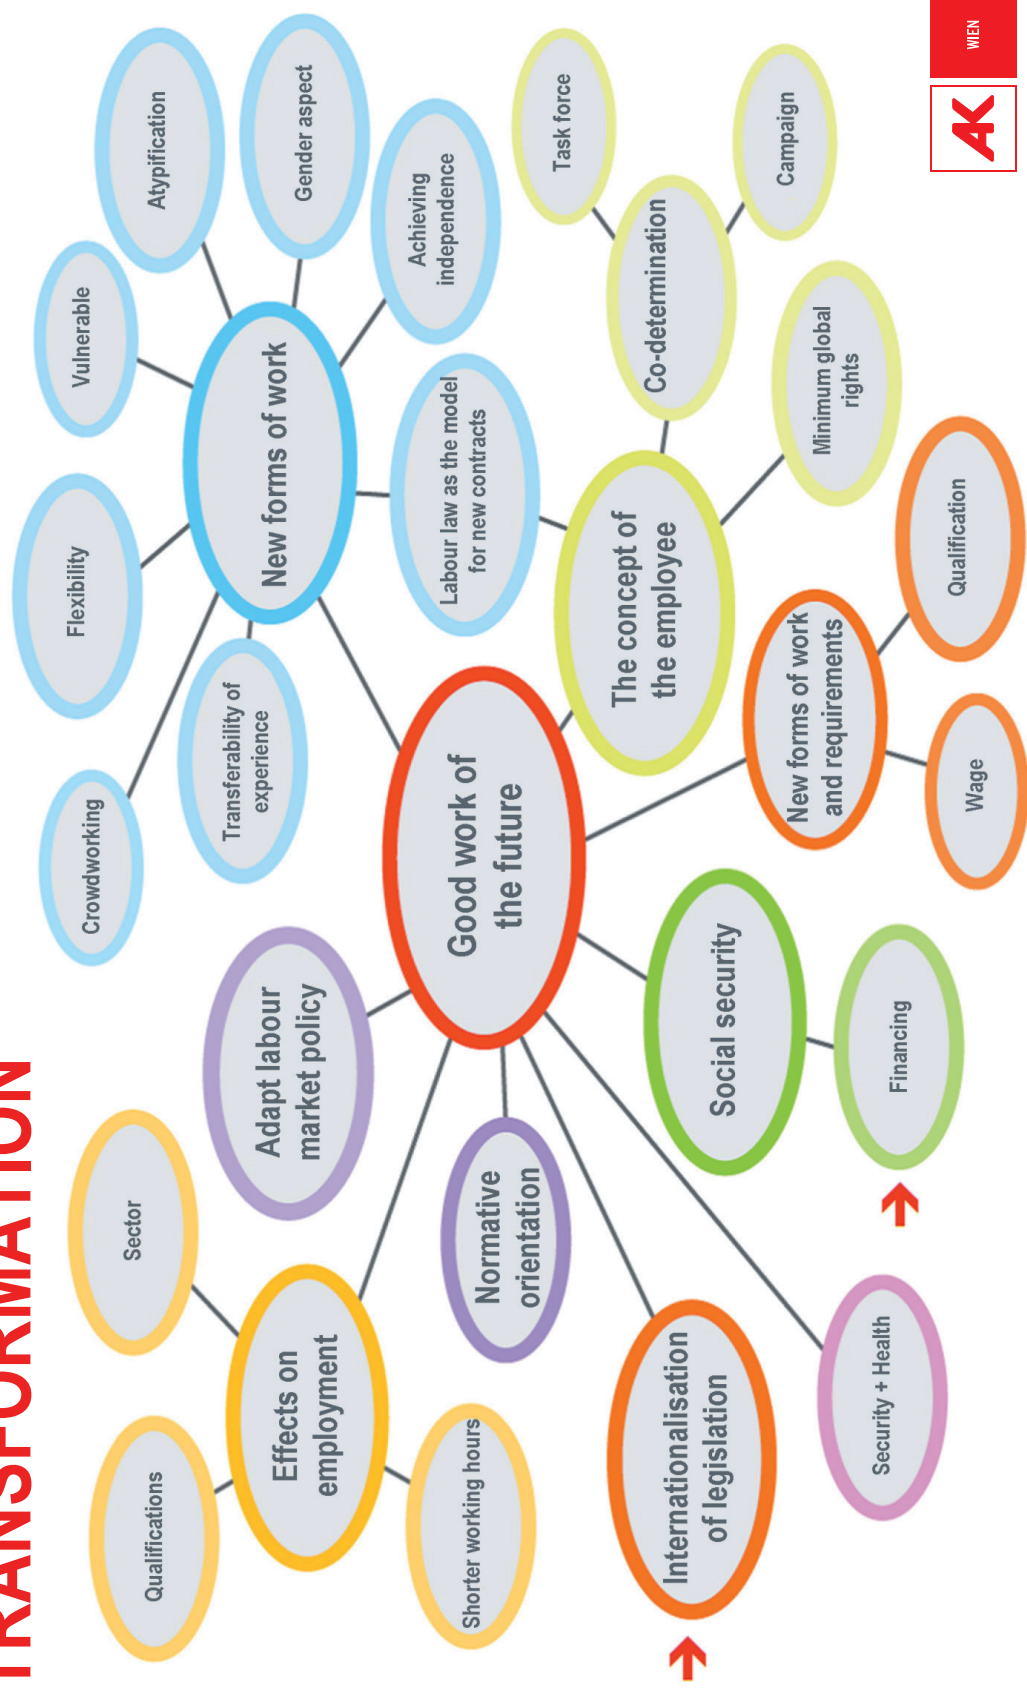 TRANSFORMATION
Qualifications
Sector
Crowdworking
Flexibility
Vulnerable
Atypification
Effects on
employment
Adapt labour
market policy
Transferability of
experience
New forms of work
Gender aspect
Shorter working hours
Normative
orientation
Good work of
the future
Labour law as the model
for new contracts
Achieving
independence
Task force
Internationalisation
of legislation
Social security
The concept of
the employee
Co-determination
Campaign
Security + Health
Financing
New forms of work
and requirements
Minimum global
rights
Wage
Qualification
AK
WIEN